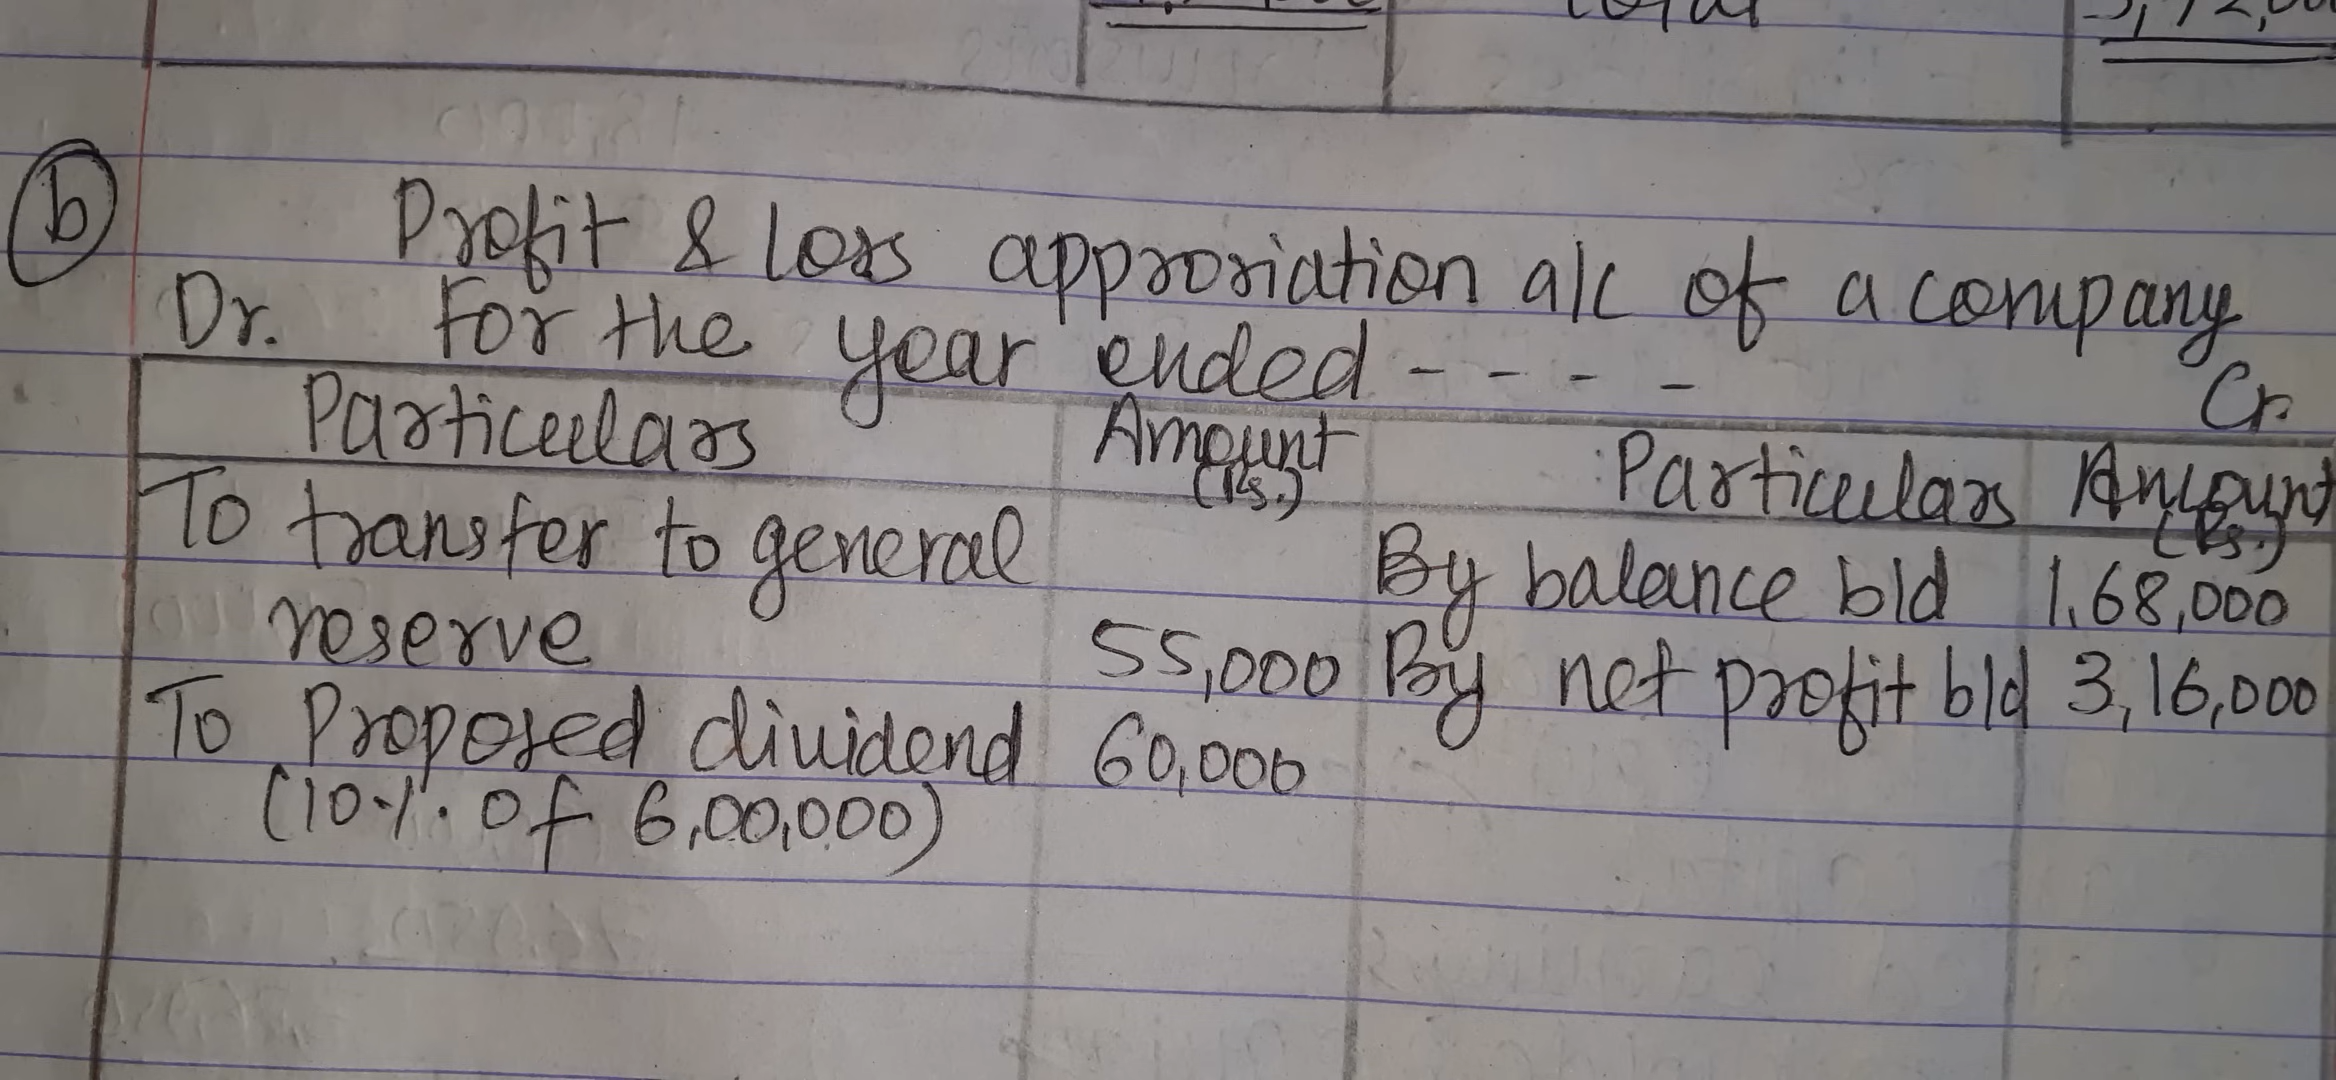 total
(b) Profit & loss approriation a/c of a company
Dr. For the year ended - - - - Cr.
Particulars Amount (Rs.) Particulars Amount (Rs.)
To transfer to general By balance b/d 1,68,000
reserve 55,000 By net profit b/d 3,16,000
To Proposed dividend 60,000
(10% of 6,00,000)